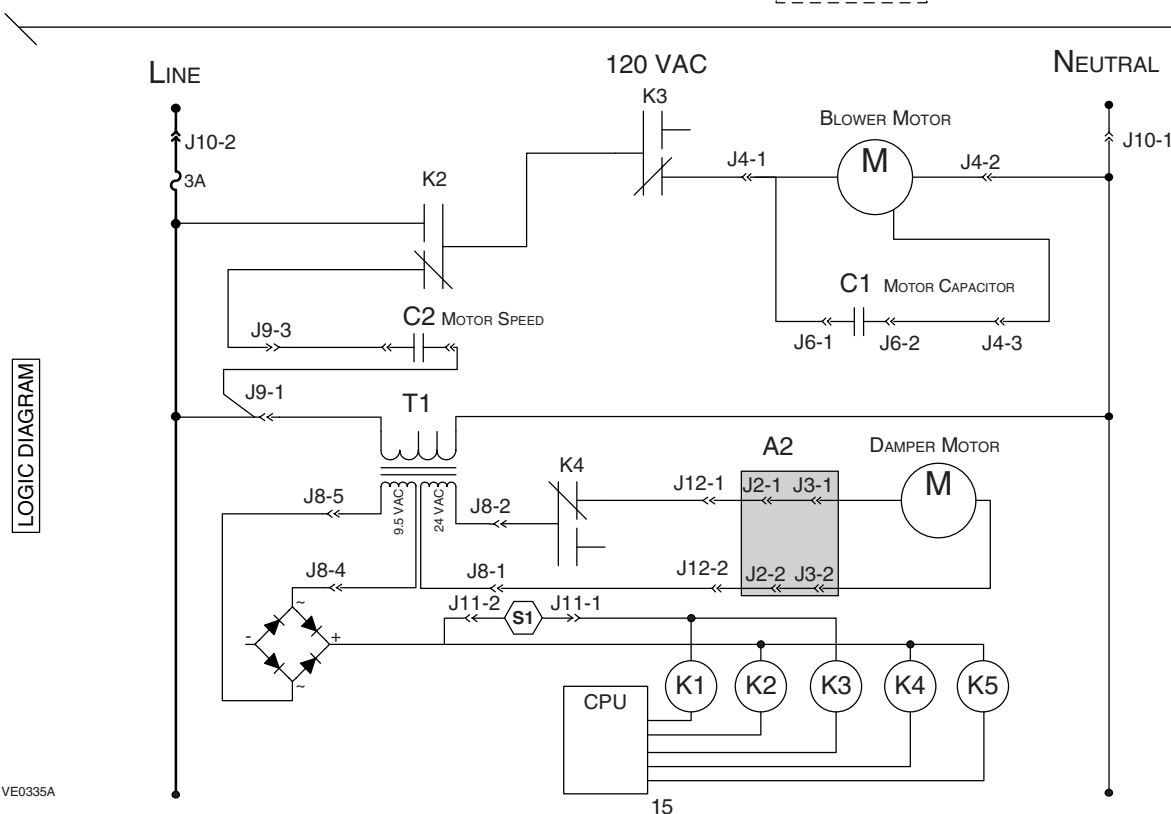 120 VAC
LINE
NEUTRAL
K3
BLOWER MOTOR
J10-2
J10-1
J4-1
M
J4-2
3A
K2
C1 MOTOR CAPACITOR
C2 MOTOR SPEED
J9-3
J6-1
J6-2
J4-3
J9-1
T1
LOGIC DIAGRAM
A2
DAMPER MOTOR
K4
J8-5
9.5 VAC
24 VAC
J8-2
J12-1
J2-1
J3-1
M
J8-4
J8-1
J12-2
J2-2
J3-2
J11-2
S1
J11-1
~
-
+
~
K1
K2
K3
K4
K5
CPU
VE0335A
15